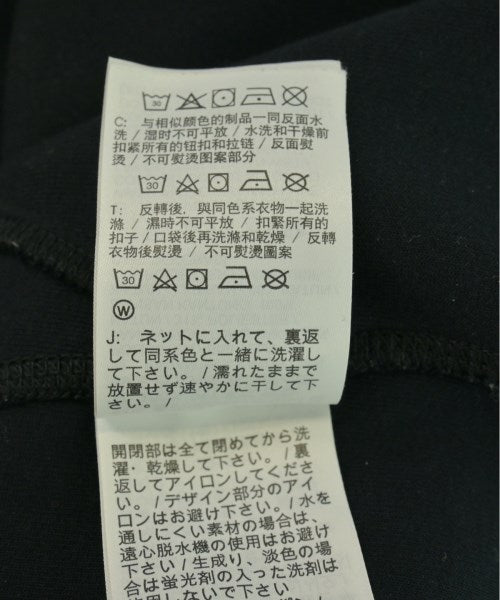 30
C: 与相似颜色的制品一同反面水
洗 / 湿时不可平放 / 水洗和干燥前
扣紧所有的钮扣和拉链 / 反面熨
烫 / 不可熨烫图案部分
30
T: 反轉後，與同色系衣物一起洗
滌 / 濕時不可平放 / 扣緊所有的
扣子 / 口袋後再洗滌和乾燥 / 反轉
衣物後熨燙 / 不可熨燙圖案
30
W
J: ネットに入れて、裏返
して同系色と一緒に洗濯し
て下さい。/ 濡れたままで
放置せず速やかに干して下
さい。/
開閉部は全て閉めてから洗
濯・乾燥して下さい。/ 裏
返してアイロンしてくださ
い。/ デザイン部分のアイ
ロンはお避け下さい。/ 水を
通しにくい素材の場合は、
遠心脱水機の使用はお避け
下さい / 生成り、淡色の場
合は蛍光剤の入った洗剤は
使用しないで下さい